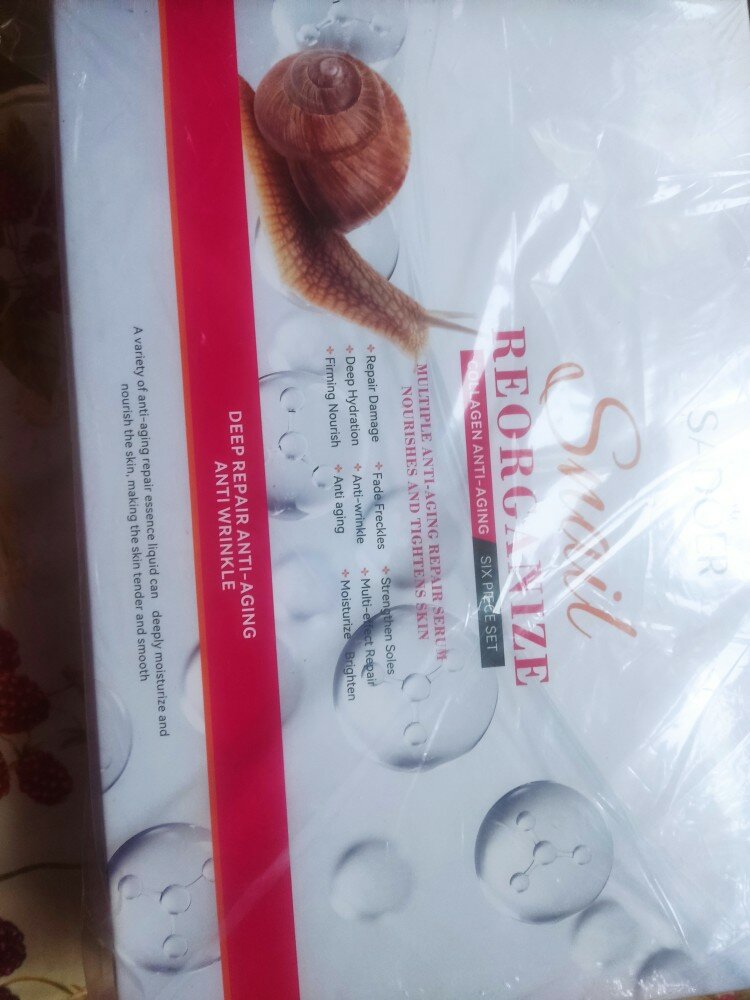 SADOER
Snail
REORGANIZE
COLLAGEN ANTI-AGING SIX PIECE SET
MULTIPLE ANTI-AGING REPAIR SERUM
NOURISHES AND TIGHTENS SKIN
+ Repair Damage + Fade Freckles + Strengthen Soles
+ Deep Hydration + Anti-wrinkle + Multi-effect Repair
+ Firming Nourish + Anti aging + Moisturize Brighten
DEEP REPAIR ANTI-AGING
ANTI WRINKLE
A variety of anti-aging repair essence liquid can deeply moisturize and
nourish the skin, making the skin tender and smooth